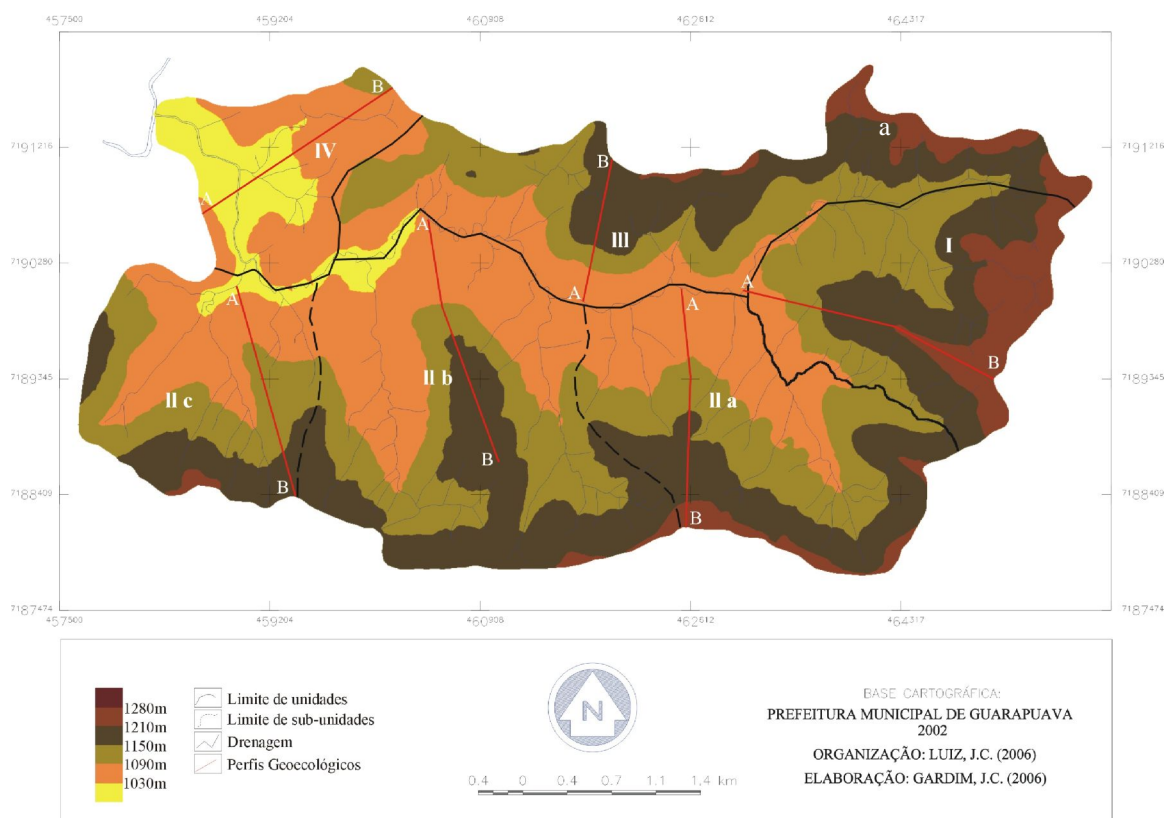 457500 459204 460908 462612 464317
a
B
7191216 IV B 7191216
A
A
III I
7190280 7190280
A A A A
B
7189345 II b 7189345
II c II a
B
7188409 B 7188409
B
7187474 7187474
457500 459204 460908 462612 464317
1280m
1210m
1150m
1090m
1030m
Limite de unidades
Limite de sub-unidades
Drenagem
Perfis Geoecológicos
N
0.4 0 0.4 0.7 1.1 1.4 km
BASE CARTOGRÁFICA:
PREFEITURA MUNICIPAL DE GUARAPUAVA
2002
ORGANIZAÇÃO: LUIZ, J.C. (2006)
ELABORAÇÃO: GARDIM, J.C. (2006)